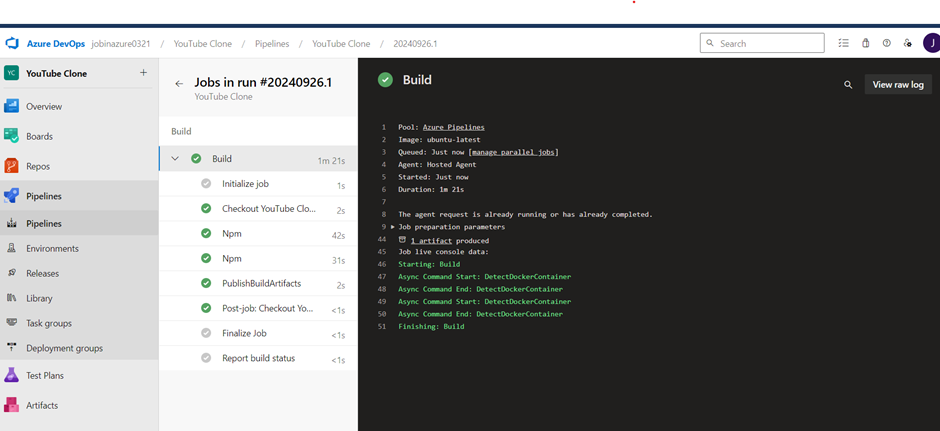 Azure DevOps jobinazure0321 / YouTube Clone / Pipelines / YouTube Clone / 20240926.1
Search
J
YC YouTube Clone +
Overview
Boards
Repos
Pipelines
Pipelines
Environments
Releases
Library
Task groups
Deployment groups
Test Plans
Artifacts
← Jobs in run #20240926.1
YouTube Clone
Build
Build 1m 21s
Initialize job 1s
Checkout YouTube Clo... 2s
Npm 42s
Npm 31s
PublishBuildArtifacts 2s
Post-job: Checkout Yo... <1s
Finalize Job <1s
Report build status <1s
Build
View raw log
1 Pool: Azure Pipelines
2 Image: ubuntu-latest
3 Queued: Just now [manage parallel jobs]
4 Agent: Hosted Agent
5 Started: Just now
6 Duration: 1m 21s
7
8 The agent request is already running or has already completed.
9 Job preparation parameters
44 1 artifact produced
45 Job live console data:
46 Starting: Build
47 Async Command Start: DetectDockerContainer
48 Async Command End: DetectDockerContainer
49 Async Command Start: DetectDockerContainer
50 Async Command End: DetectDockerContainer
51 Finishing: Build